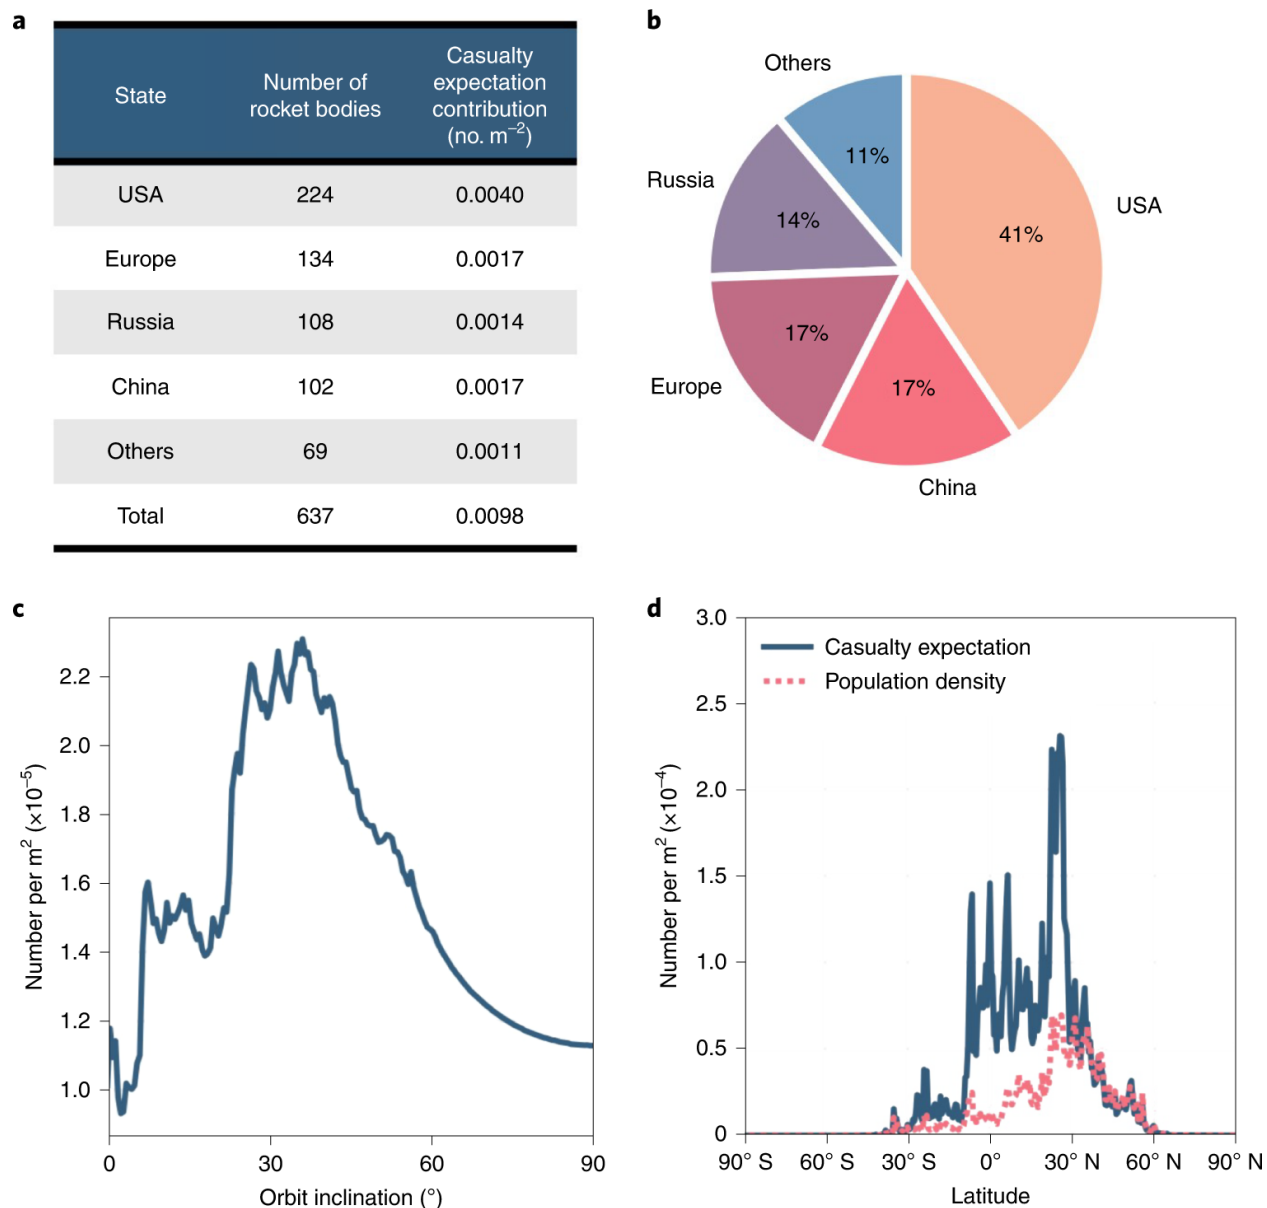 a
State
Number of
rocket bodies
Casualty
expectation
contribution
(no. m⁻²)
USA 224 0.0040
Europe 134 0.0017
Russia 108 0.0014
China 102 0.0017
Others 69 0.0011
Total 637 0.0098
b
Others
11%
Russia
14%
USA
41%
17%
Europe
17%
China
c
Number per m² (×10⁻⁵)
2.2
2.0
1.8
1.6
1.4
1.2
1.0
0 30 60 90
Orbit inclination (°)
d
Number per m² (×10⁻⁴)
3.0
2.5
2.0
1.5
1.0
0.5
0
Casualty expectation
Population density
90° S 60° S 30° S 0° 30° N 60° N 90° N
Latitude